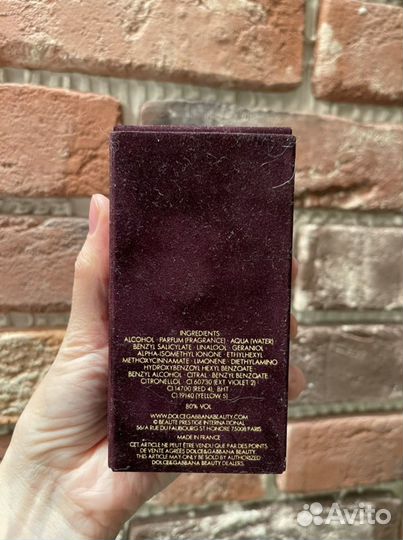 INGREDIENTS:
ALCOHOL · PARFUM (FRAGRANCE) · AQUA (WATER)
BENZYL SALICYLATE · LINALOOL · GERANIOL
ALPHA-ISOMETHYL IONONE · ETHYLHEXYL
METHOXYCINNAMATE · LIMONENE · DIETHYLAMINO
HYDROXYBENZOYL HEXYL BENZOATE ·
BENZYL ALCOHOL · CITRAL · BENZYL BENZOATE
CITRONELLOL · CI 60730 (EXT VIOLET 2)
CI 14700 (RED 4), BHT
CI 19140 (YELLOW 5)
80% VOL
WWW.DOLCEGABBANABEAUTY.COM
© BEAUTE PRESTIGE INTERNATIONAL
56/A RUE DU FAUBOURG ST HONORE 75008 PARIS
MADE IN FRANCE
CET ARTICLE NE PEUT ÊTRE VENDU QUE PAR DES POINTS
DE VENTE AGRÉÉS DOLCE&GABBANA BEAUTY.
THIS ARTICLE MAY ONLY BE SOLD BY AUTHORIZED
DOLCE&GABBANA BEAUTY DEALERS.
Avito